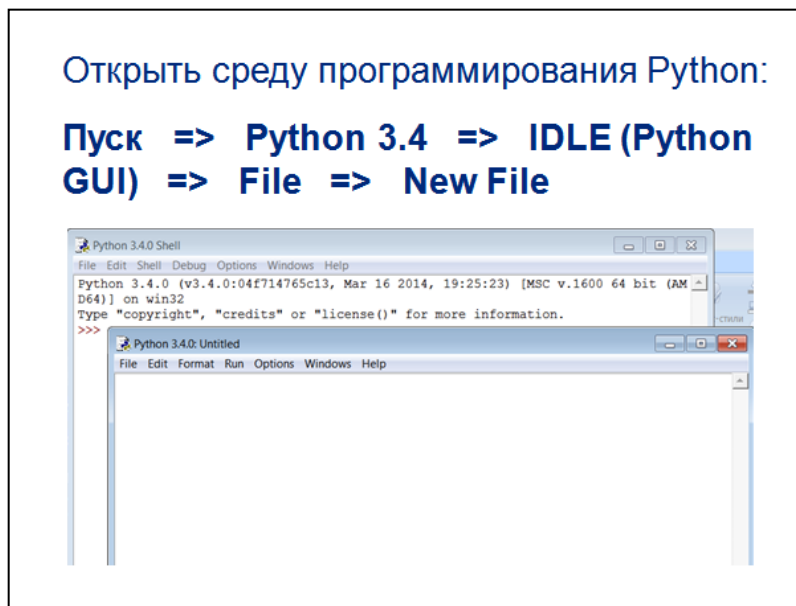 Открыть среду программирования Python:
Пуск => Python 3.4 => IDLE (Python
GUI) => File => New File
Python 3.4.0 Shell
File Edit Shell Debug Options Windows Help
Python 3.4.0 (v3.4.0:04f714765c13, Mar 16 2014, 19:25:23) [MSC v.1600 64 bit (AM
D64)] on win32
Type "copyright", "credits" or "license()" for more information.
>>>
-стили
Python 3.4.0: Untitled
File Edit Format Run Options Windows Help